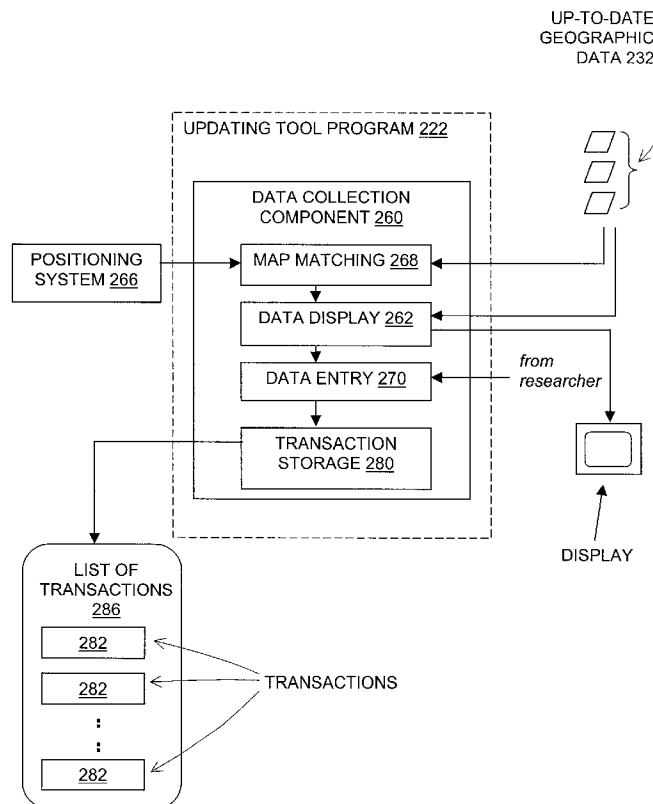 UP-TO-DATE
GEOGRAPHIC
DATA 232
UPDATING TOOL PROGRAM 222
DATA COLLECTION
COMPONENT 260
POSITIONING
SYSTEM 266
MAP MATCHING 268
DATA DISPLAY 262
DATA ENTRY 270
from
researcher
TRANSACTION
STORAGE 280
DISPLAY
LIST OF
TRANSACTIONS
286
282
282
282
TRANSACTIONS